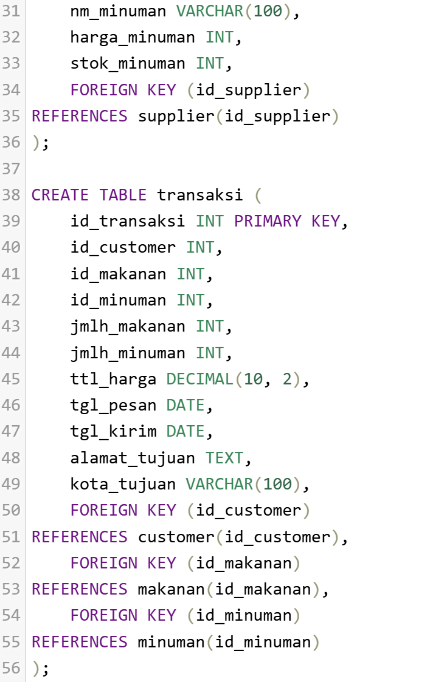 31 nm_minuman VARCHAR(100),
32 harga_minuman INT,
33 stok_minuman INT,
34 FOREIGN KEY (id_supplier)
35 REFERENCES supplier(id_supplier)
36 );
37
38 CREATE TABLE transaksi (
39 id_transaksi INT PRIMARY KEY,
40 id_customer INT,
41 id_makanan INT,
42 id_minuman INT,
43 jmlh_makanan INT,
44 jmlh_minuman INT,
45 ttl_harga DECIMAL(10, 2),
46 tgl_pesan DATE,
47 tgl_kirim DATE,
48 alamat_tujuan TEXT,
49 kota_tujuan VARCHAR(100),
50 FOREIGN KEY (id_customer)
51 REFERENCES customer(id_customer),
52 FOREIGN KEY (id_makanan)
53 REFERENCES makanan(id_makanan),
54 FOREIGN KEY (id_minuman)
55 REFERENCES minuman(id_minuman)
56 );